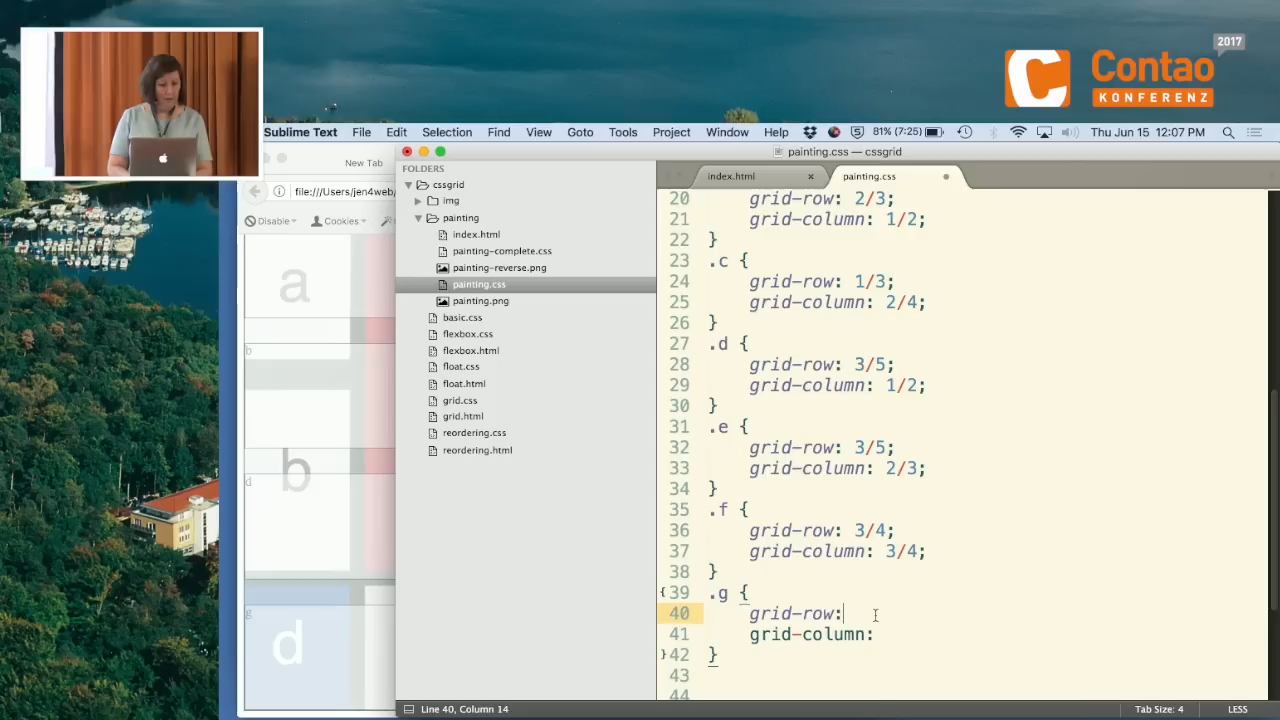 2017
Contao
KONFERENZ
Sublime Text File Edit Selection Find View Goto Tools Project Window Help 81% (7:25) Thu Jun 15 12:07 PM
New Tab
file:///Users/jen4web/
Disable Cookies
a
b
b
d
g
d
painting.css — cssgrid
FOLDERS
cssgrid
img
painting
index.html
painting-complete.css
painting-reverse.png
painting.css
painting.png
basic.css
flexbox.css
flexbox.html
float.css
float.html
grid.css
grid.html
reordering.css
reordering.html
index.html × painting.css
20 grid-row: 2/3;
21 grid-column: 1/2;
22 }
23 .c {
24 grid-row: 1/3;
25 grid-column: 2/4;
26 }
27 .d {
28 grid-row: 3/5;
29 grid-column: 1/2;
30 }
31 .e {
32 grid-row: 3/5;
33 grid-column: 2/3;
34 }
35 .f {
36 grid-row: 3/4;
37 grid-column: 3/4;
38 }
{39 .g {
40 grid-row:
41 grid-column:
}42 }
43
44
Line 40, Column 14
Tab Size: 4 LESS